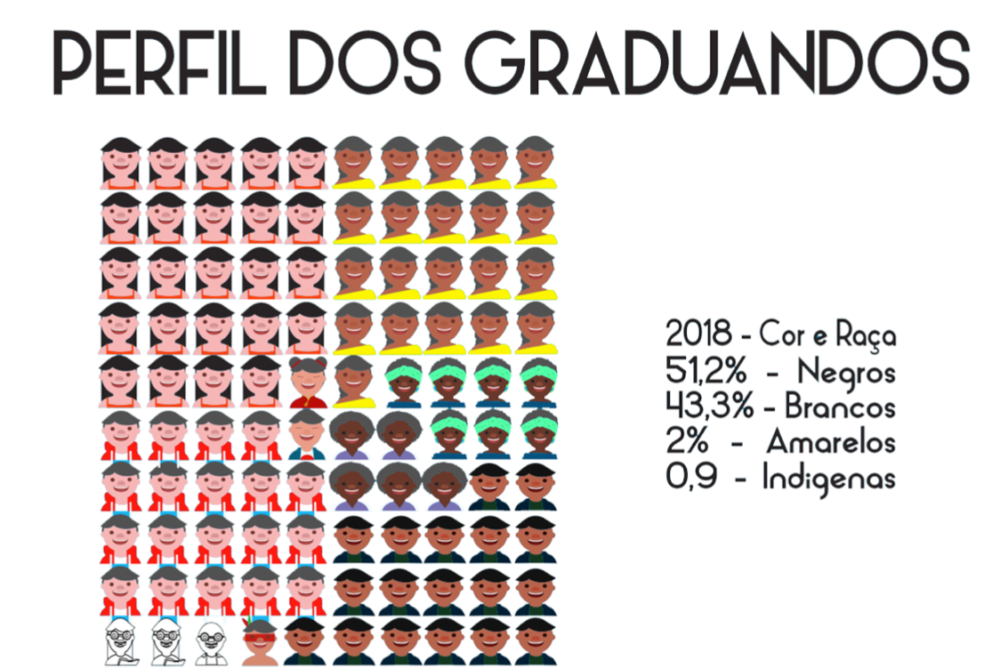 PERFIL DOS GRADUANDOS
2018 - Cor e Raça
51,2% - Negros
43,3% - Brancos
2% - Amarelos
0,9 - Indigenas